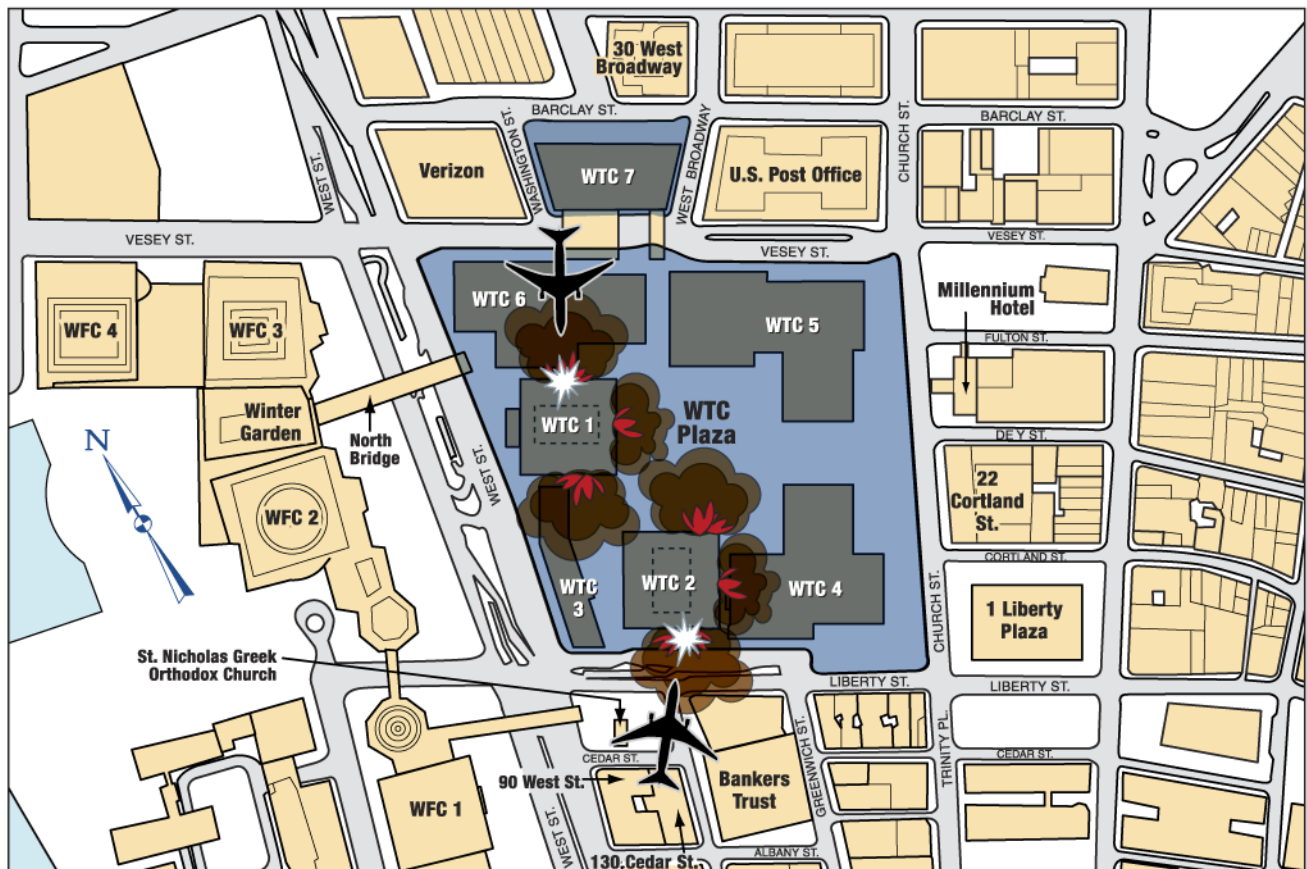 30 West
Broadway
BARCLAY ST.
BARCLAY ST.
WASHINGTON ST.
WEST BROADWAY
CHURCH ST.
WEST ST.
Verizon
WTC 7
U.S. Post Office
VESEY ST.
VESEY ST.
VESEY ST.
WTC 6
WTC 5
Millennium
Hotel
WFC 4
WFC 3
FULTON ST.
Winter
Garden
North
Bridge
WTC 1
WTC
Plaza
DEY ST.
N
WEST ST.
22
Cortland
St.
WFC 2
CORTLAND ST.
WTC
3
WTC 2
WTC 4
CHURCH ST.
1 Liberty
Plaza
St. Nicholas Greek
Orthodox Church
LIBERTY ST.
LIBERTY ST.
CEDAR ST.
CEDAR ST.
GREENWICH ST.
TRINITY PL.
90 West St.
Bankers
Trust
WFC 1
WEST ST.
130 Cedar St.
ALBANY ST.